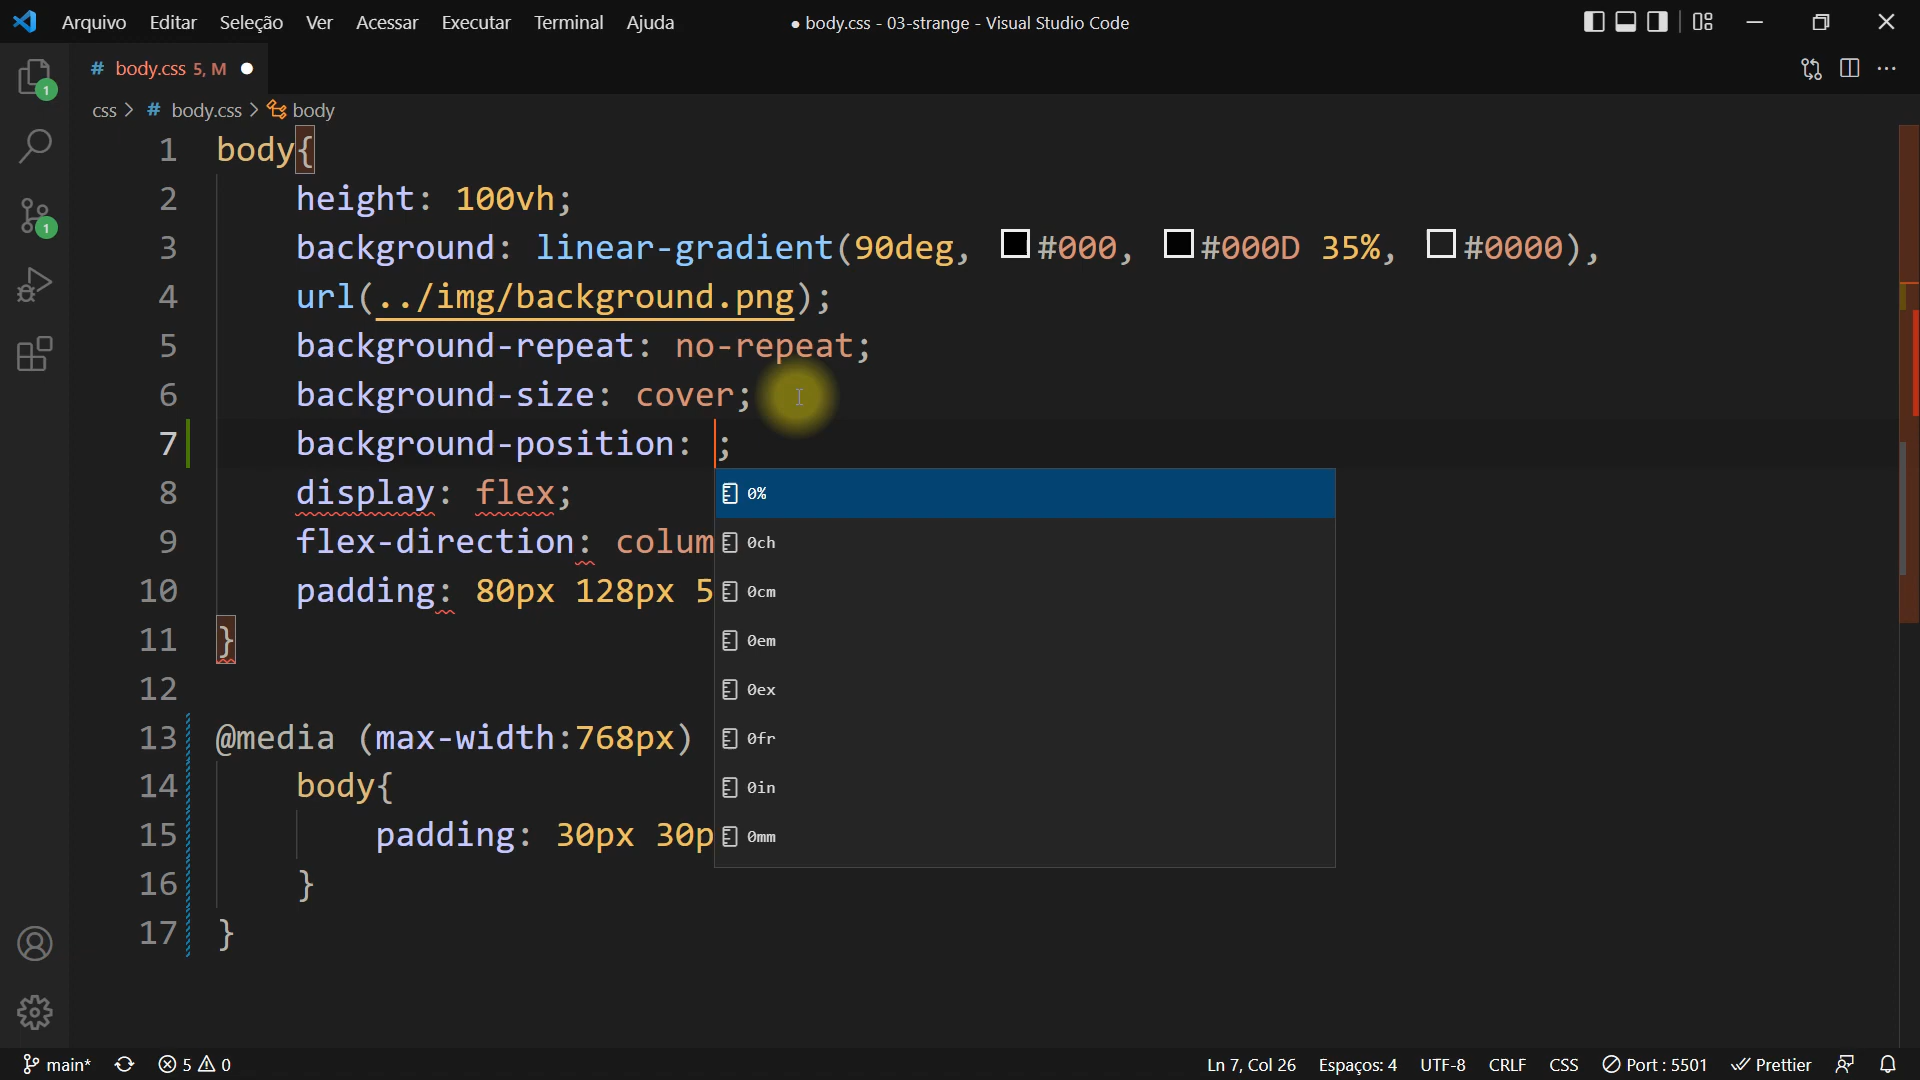 Arquivo Editar Seleção Ver Acessar Executar Terminal Ajuda ● body.css - 03-strange - Visual Studio Code
# body.css 5, M ●
css > # body.css > body
1 body{
2 height: 100vh;
3 background: linear-gradient(90deg, #000, #000D 35%, #0000),
4 url(../img/background.png);
5 background-repeat: no-repeat;
6 background-size: cover;
7 background-position: ;
8 display: flex;
0%
9 flex-direction: colum
0ch
10 padding: 80px 128px 5
0cm
11 }
0em
12
0ex
13 @media (max-width:768px)
0fr
14 body{
0in
15 padding: 30px 30p
0mm
16 }
17 }
1
1
main* 5 0 Ln 7, Col 26 Espaços: 4 UTF-8 CRLF CSS Port : 5501 Prettier